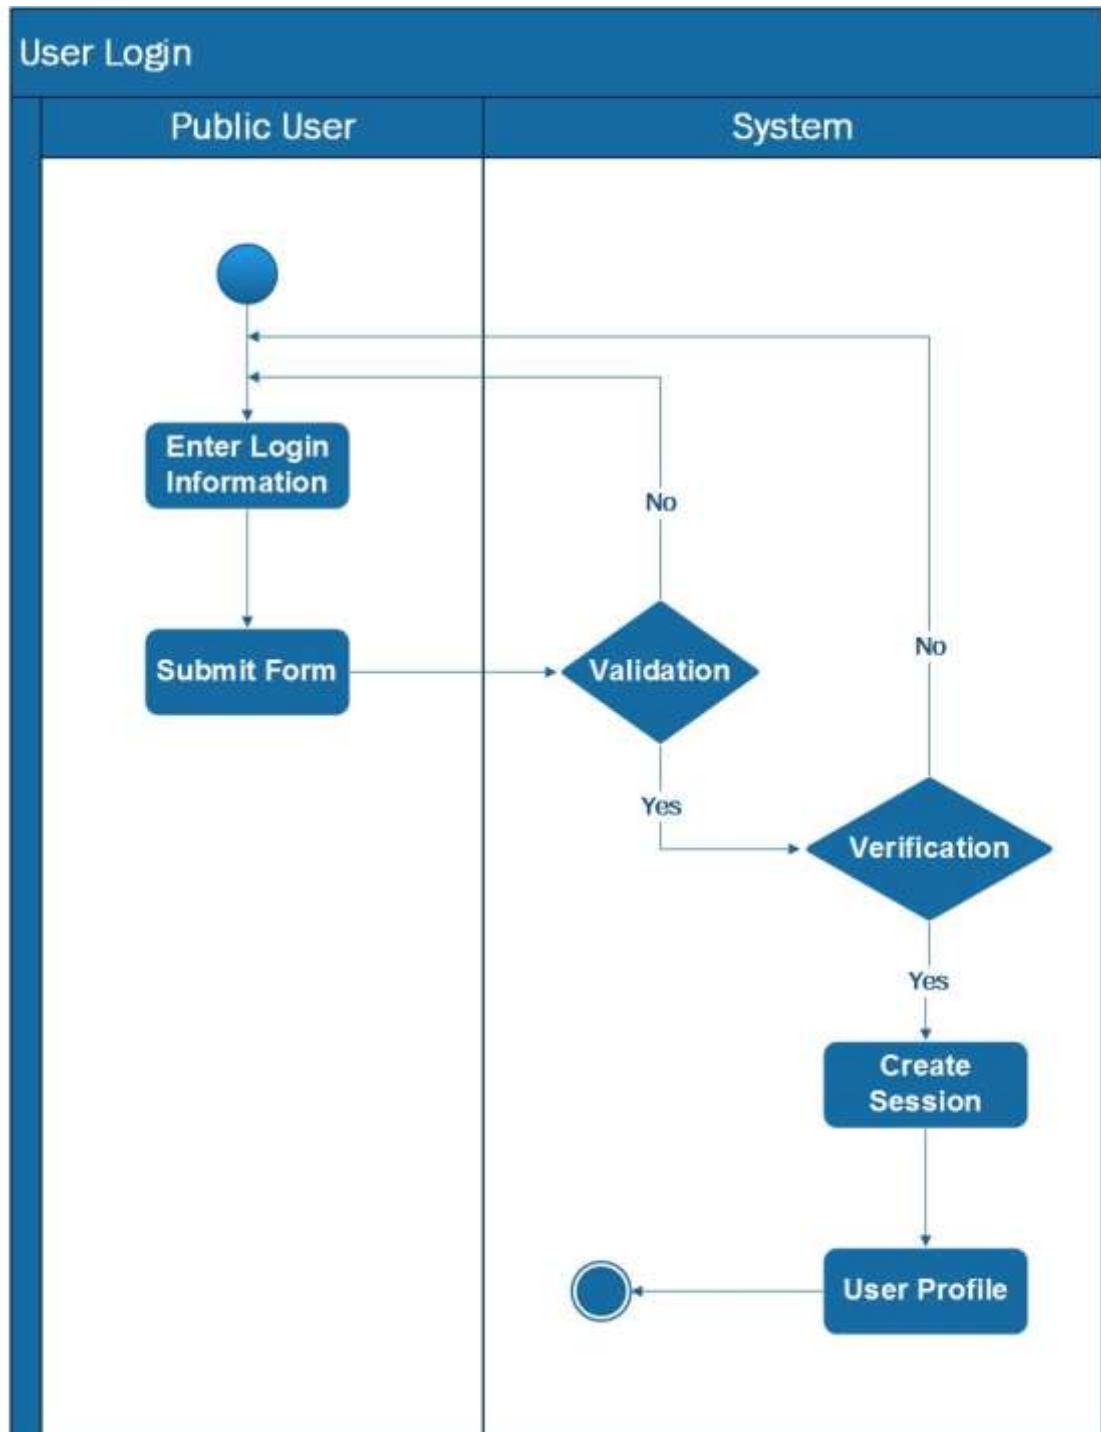 User Login
Public User
System
Enter Login
Information
No
Submit Form
Validation
No
Yes
Verification
Yes
Create
Session
User Profile